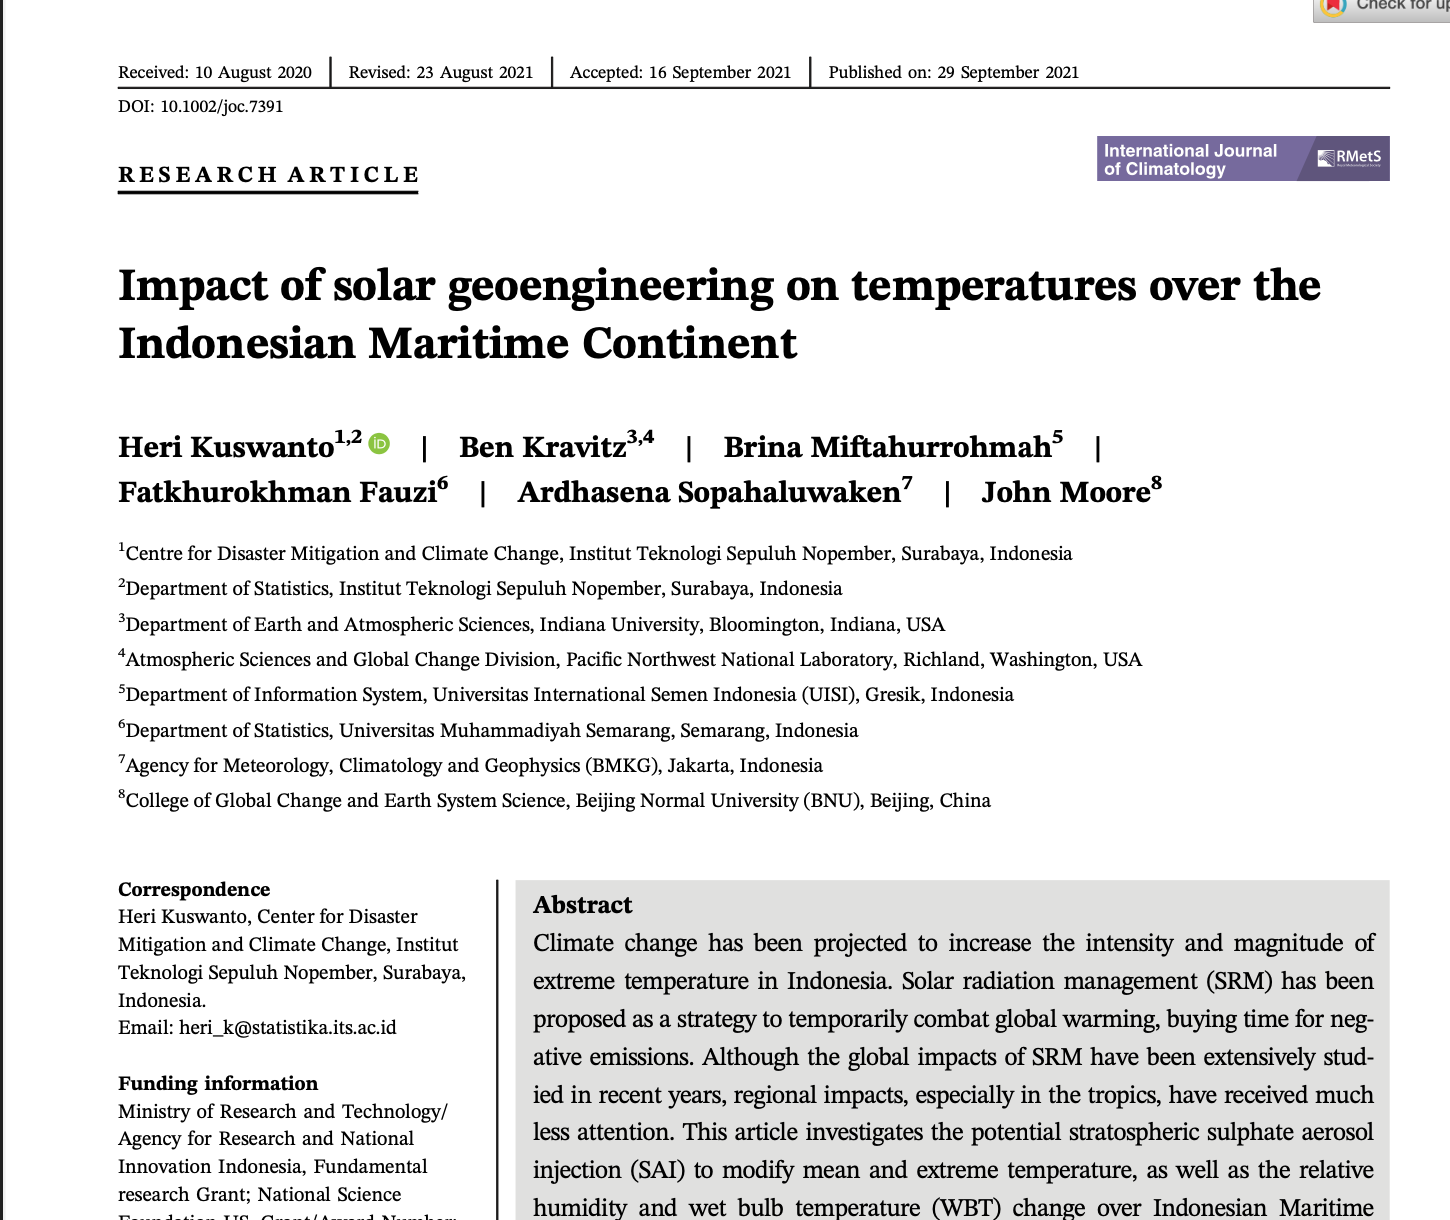 Check for up
Received: 10 August 2020 | Revised: 23 August 2021 | Accepted: 16 September 2021 | Published on: 29 September 2021
DOI: 10.1002/joc.7391
RESEARCH ARTICLE
International Journal
of Climatology
RMetS
Impact of solar geoengineering on temperatures over the
Indonesian Maritime Continent
Heri Kuswanto1,2 iD | Ben Kravitz3,4 | Brina Miftahurrohmah5 |
Fatkhurokhman Fauzi6 | Ardhasena Sopahaluwaken7 | John Moore8
1Centre for Disaster Mitigation and Climate Change, Institut Teknologi Sepuluh Nopember, Surabaya, Indonesia
2Department of Statistics, Institut Teknologi Sepuluh Nopember, Surabaya, Indonesia
3Department of Earth and Atmospheric Sciences, Indiana University, Bloomington, Indiana, USA
4Atmospheric Sciences and Global Change Division, Pacific Northwest National Laboratory, Richland, Washington, USA
5Department of Information System, Universitas International Semen Indonesia (UISI), Gresik, Indonesia
6Department of Statistics, Universitas Muhammadiyah Semarang, Semarang, Indonesia
7Agency for Meteorology, Climatology and Geophysics (BMKG), Jakarta, Indonesia
8College of Global Change and Earth System Science, Beijing Normal University (BNU), Beijing, China
Correspondence
Heri Kuswanto, Center for Disaster
Mitigation and Climate Change, Institut
Teknologi Sepuluh Nopember, Surabaya,
Indonesia.
Email: heri_k@statistika.its.ac.id
Funding information
Ministry of Research and Technology/
Agency for Research and National
Innovation Indonesia, Fundamental
research Grant; National Science
Foundation US, Grant/Award Number:
Abstract
Climate change has been projected to increase the intensity and magnitude of
extreme temperature in Indonesia. Solar radiation management (SRM) has been
proposed as a strategy to temporarily combat global warming, buying time for neg-
ative emissions. Although the global impacts of SRM have been extensively stud-
ied in recent years, regional impacts, especially in the tropics, have received much
less attention. This article investigates the potential stratospheric sulphate aerosol
injection (SAI) to modify mean and extreme temperature, as well as the relative
humidity and wet bulb temperature (WBT) change over Indonesian Maritime